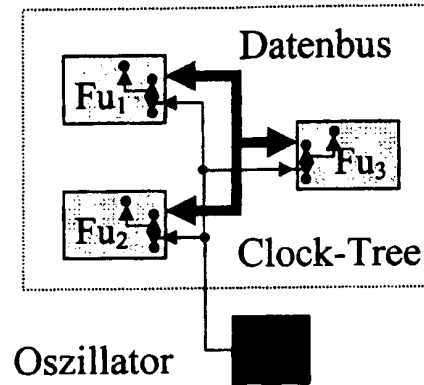 Datenbus
Fu₁
Fu₃
Fu₂
Clock-Tree
Oszillator